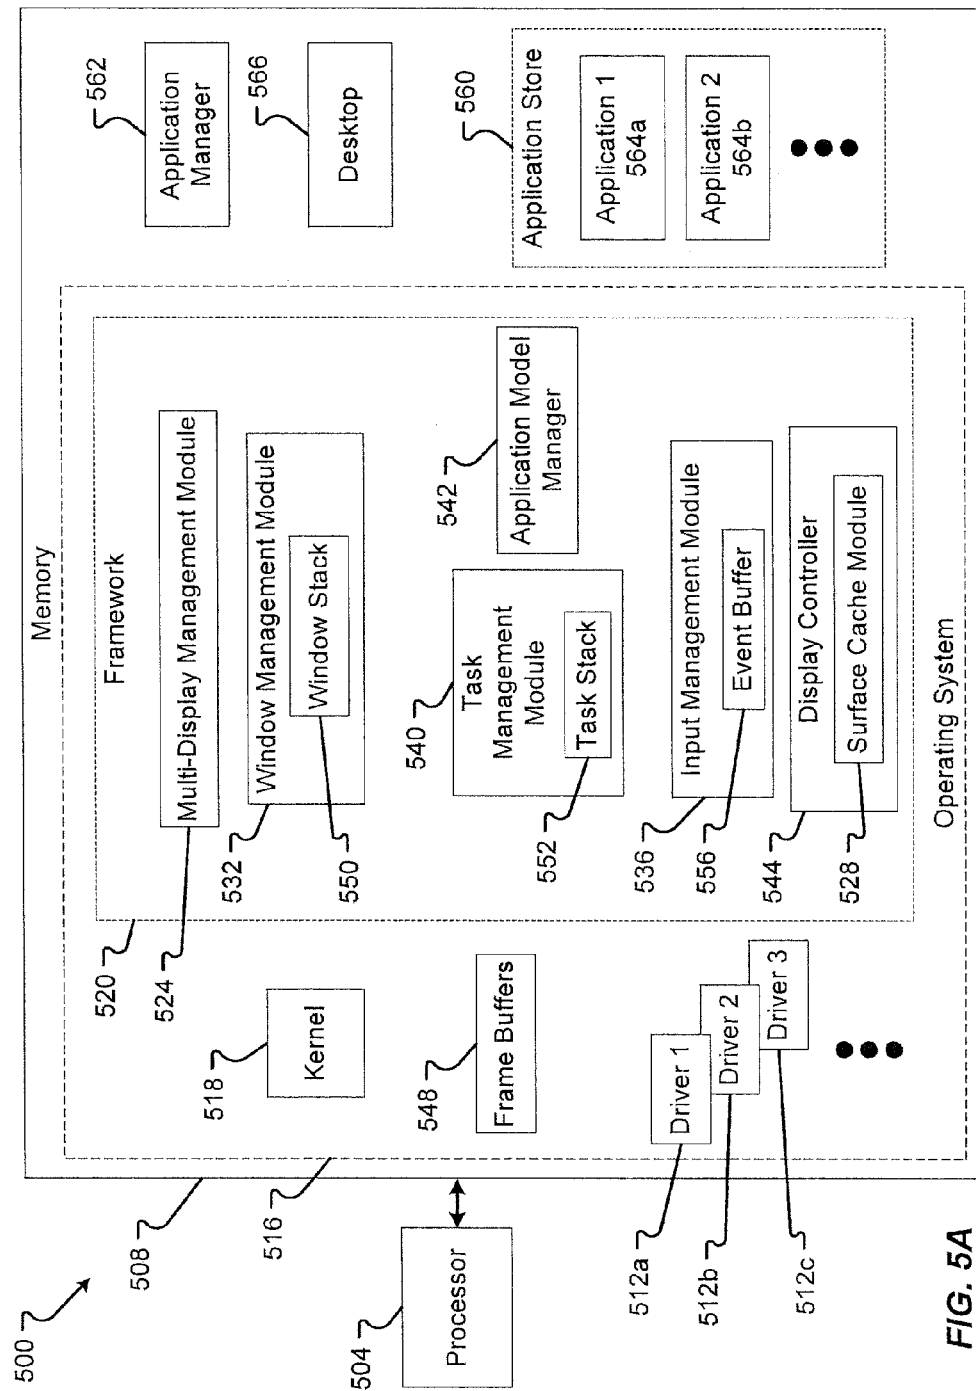 500
504
Processor
508
Memory
516
Operating System
518
Kernel
548
Frame Buffers
512a
Driver 1
512b
Driver 2
512c
Driver 3
520
Framework
524
Multi-Display Management Module
532
Window Management Module
550
Window Stack
540
Task
Management
Module
552
Task Stack
542
Application Model
Manager
536
Input Management Module
556
Event Buffer
544
Display Controller
528
Surface Cache Module
562
Application
Manager
566
Desktop
560
Application Store
Application 1
564a
Application 2
564b
FIG. 5A